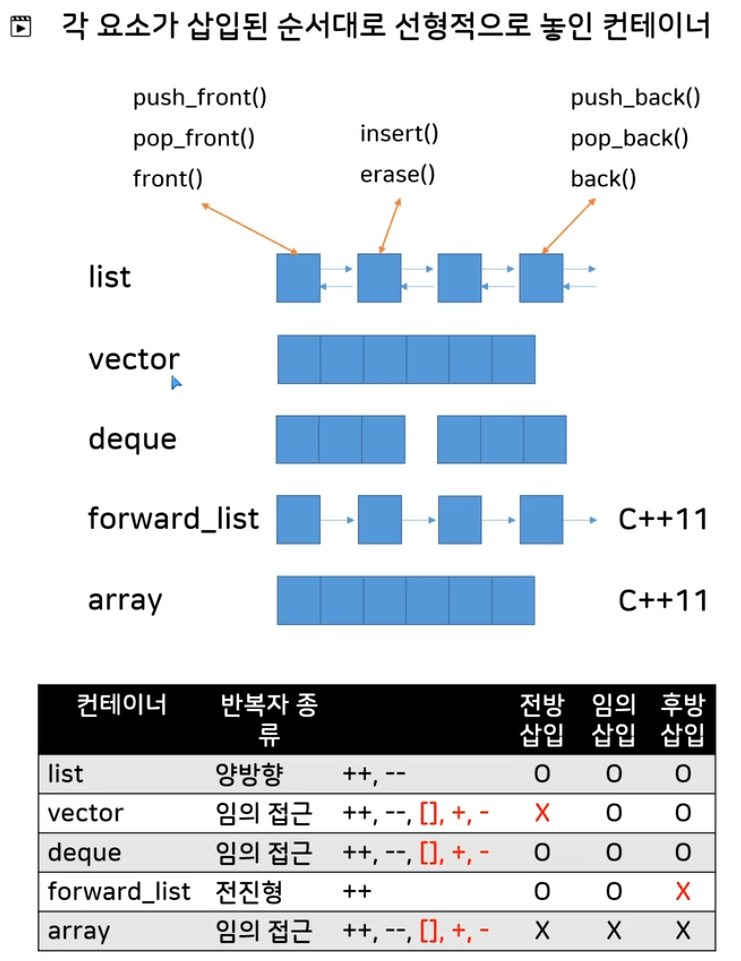 각 요소가 삽입된 순서대로 선형적으로 놓인 컨테이너
push_front()
pop_front()
front()
insert()
erase()
push_back()
pop_back()
back()
list
vector
deque
forward_list C++11
array C++11
컨테이너 반복자 종류 전방 삽입 임의 삽입 후방 삽입
list 양방향 ++, -- O O O
vector 임의 접근 ++, --, [], +, - X O O
deque 임의 접근 ++, --, [], +, - O O O
forward_list 전진형 ++ O O X
array 임의 접근 ++, --, [], +, - X X X